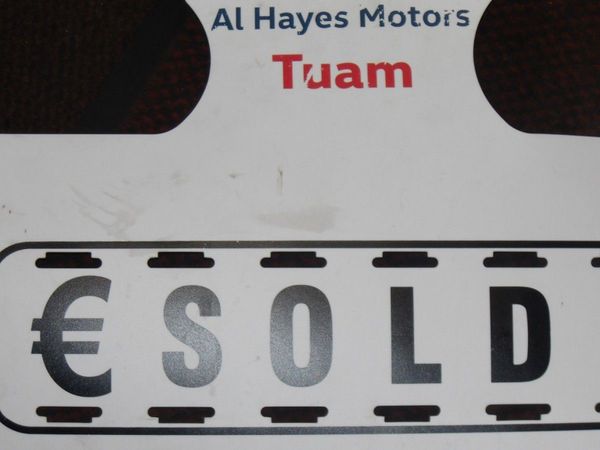 Al Hayes Motors
Tuam
€SOLD